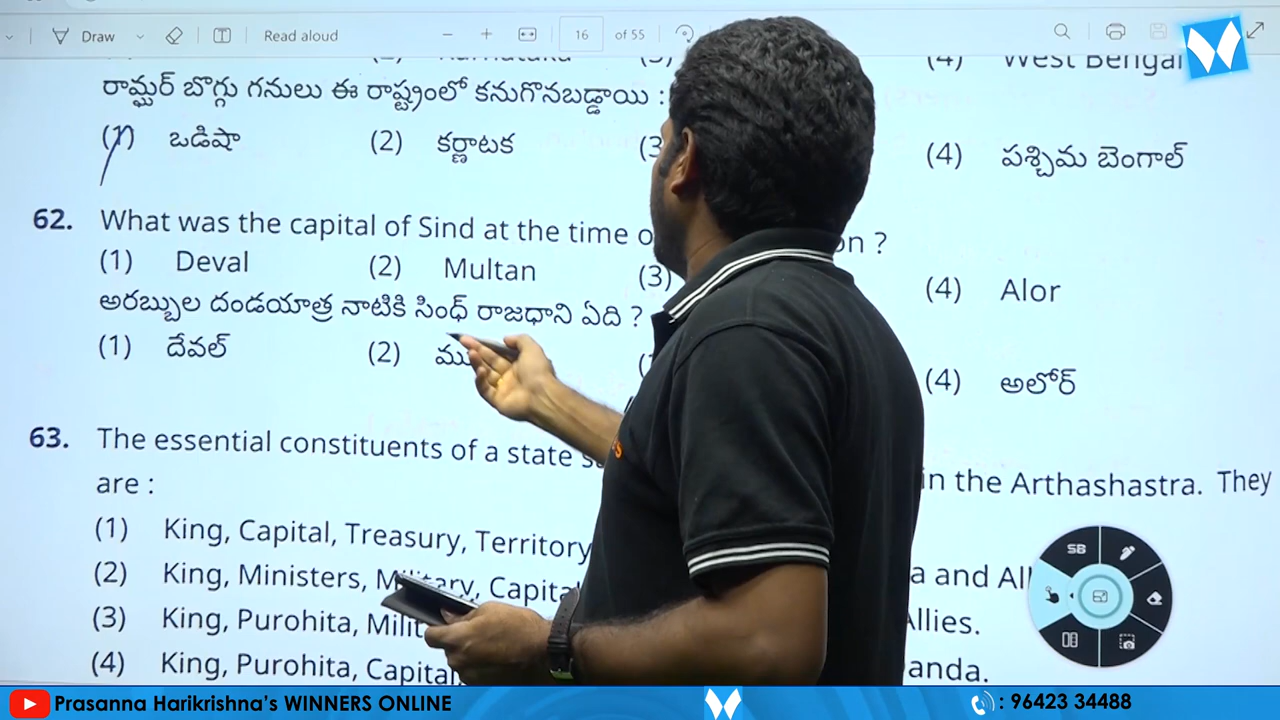 Draw
Read aloud
16 of 55
(4) West Bengal
రామ్ఘర్ బొగ్గు గనులు ఈ రాష్ట్రంలో కనుగొనబడ్డాయి :
(1) ఒడిషా (2) కర్ణాటక (3 (4) పశ్చిమ బెంగాల్
62. What was the capital of Sind at the time on ?
(1) Deval (2) Multan (3) (4) Alor
అరబ్బుల దండయాత్ర నాటికి సింధ్ రాజధాని ఏది ?
(1) దేవల్ (2) (4) అలోర్
63. The essential constituents of a state in the Arthashastra. They
are :
(1) King, Capital, Treasury, Territory
(2) King, Ministers, Military, Capital and
(3) King, Purohita, Allies.
(4) King, Purohita, Capital
SB
Prasanna Harikrishna's WINNERS ONLINE
: 96423 34488